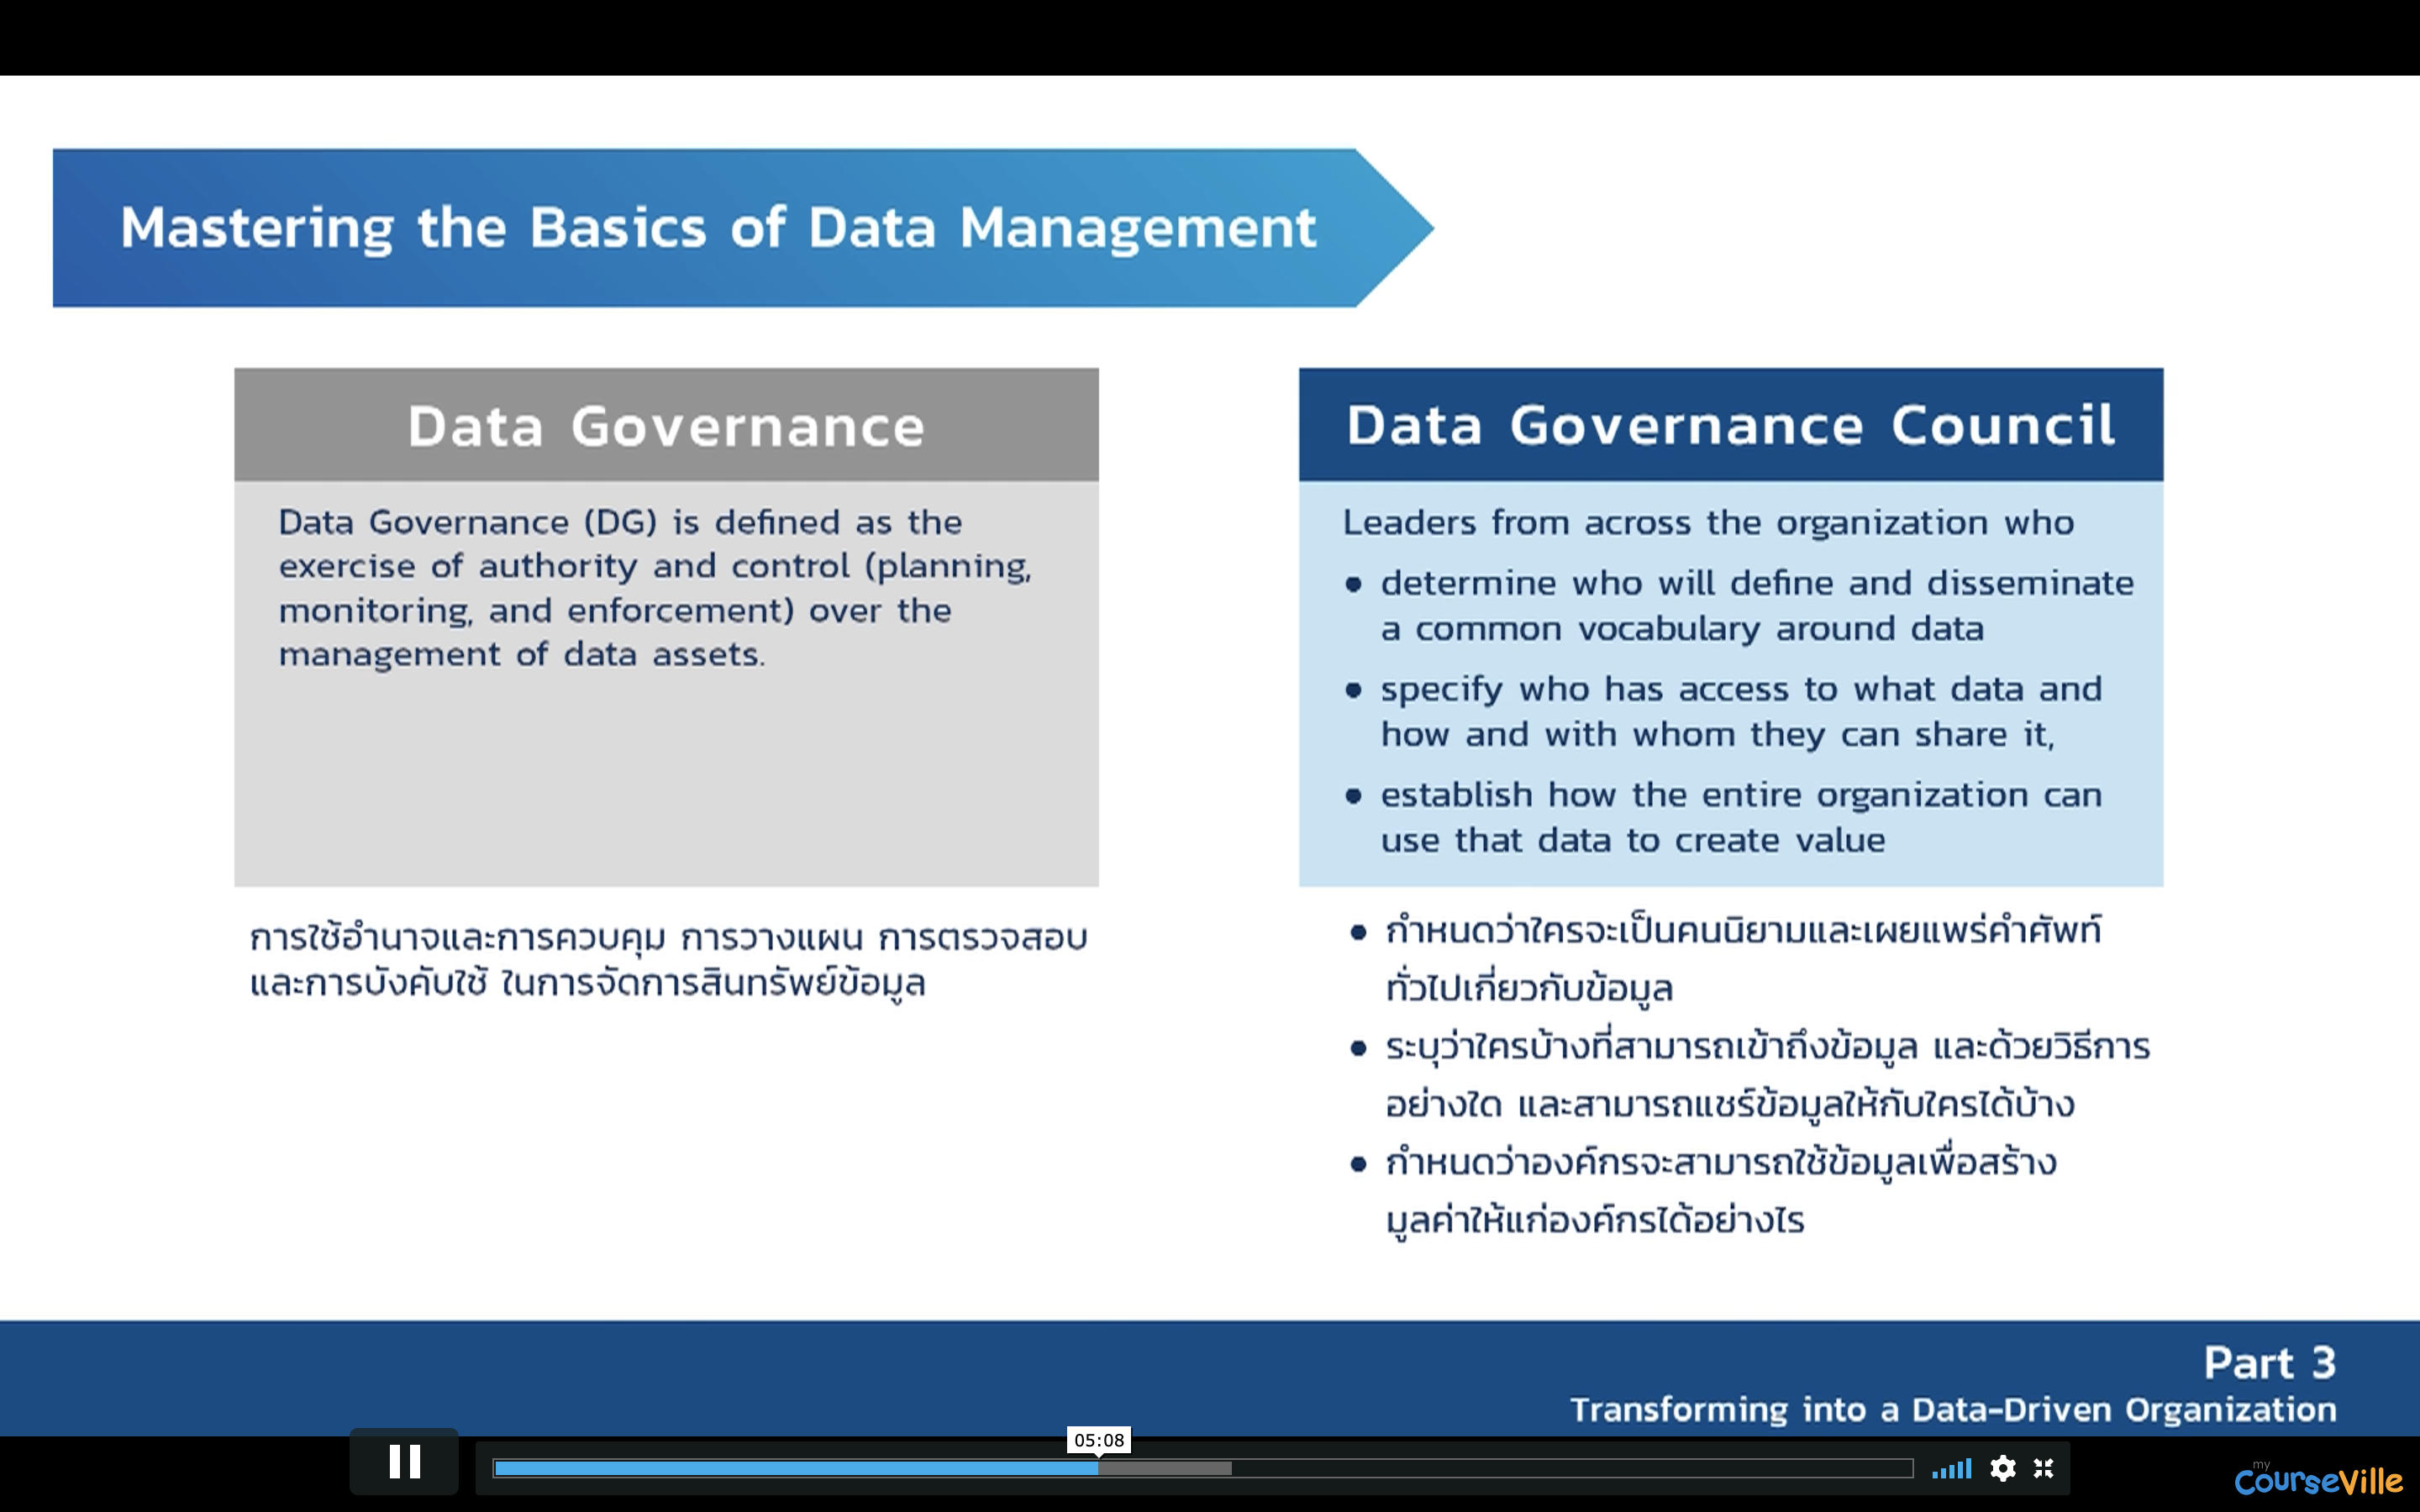 Mastering the Basics of Data Management
Data Governance
Data Governance (DG) is defined as the
exercise of authority and control (planning,
monitoring, and enforcement) over the
management of data assets.
การใช้อำนาจและการควบคุม การวางแผน การตรวจสอบ
และการบังคับใช้ ในการจัดการสินทรัพย์ข้อมูล
Data Governance Council
Leaders from across the organization who
• determine who will define and disseminate
a common vocabulary around data
• specify who has access to what data and
how and with whom they can share it,
• establish how the entire organization can
use that data to create value
• กำหนดว่าใครจะเป็นคนนิยามและเผยแพร่คำศัพท์
ทั่วไปเกี่ยวกับข้อมูล
• ระบุว่าใครบ้างที่สามารถเข้าถึงข้อมูล และด้วยวิธีการ
อย่างใด และสามารถแชร์ข้อมูลให้กับใครได้บ้าง
• กำหนดว่าองค์กรจะสามารถใช้ข้อมูลเพื่อสร้าง
มูลค่าให้แก่องค์กรได้อย่างไร
Part 3
Transforming into a Data-Driven Organization
05:08
my
CourseVille